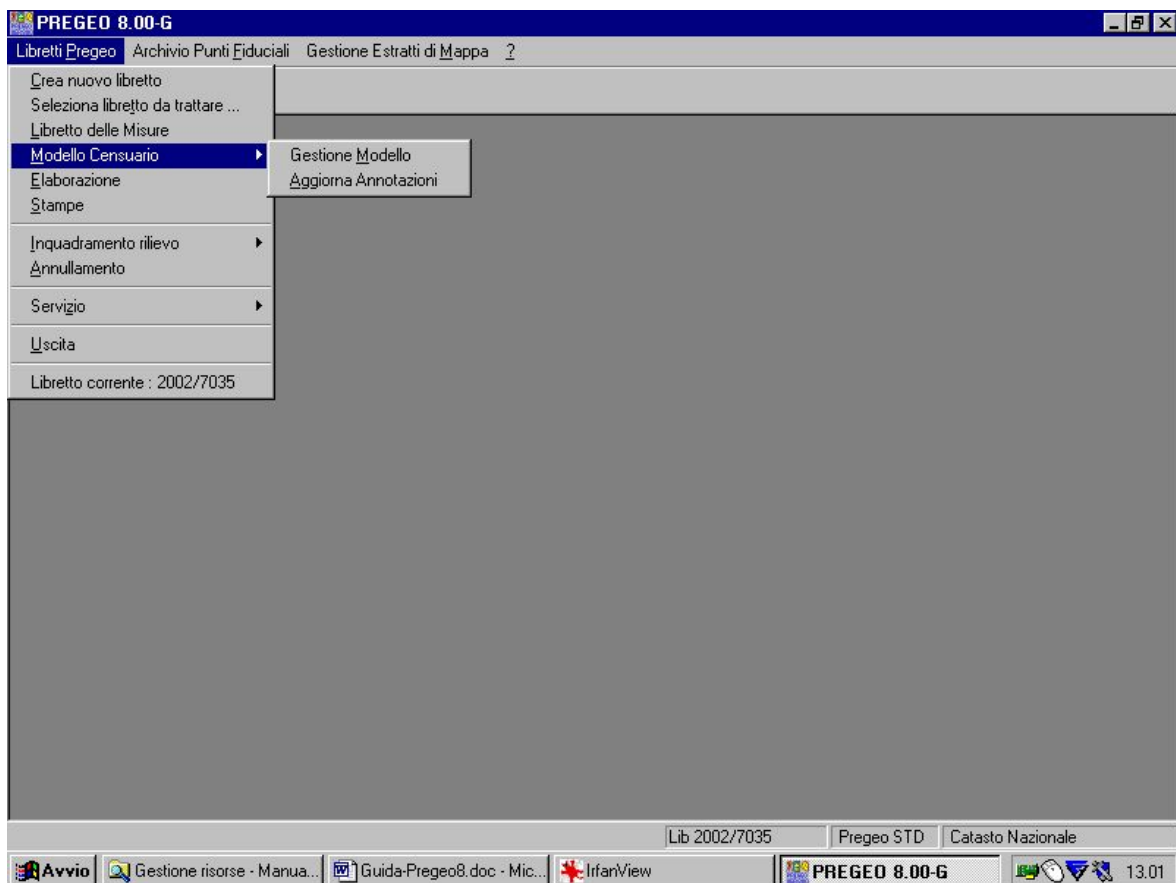 PREGEO 8.00-G
Libretti Pregeo Archivio Punti Fiduciali Gestione Estratti di Mappa ?
Crea nuovo libretto
Seleziona libretto da trattare ...
Libretto delle Misure
Modello Censuario
Gestione Modello
Aggiorna Annotazioni
Elaborazione
Stampe
Inquadramento rilievo
Annullamento
Servizio
Uscita
Libretto corrente : 2002/7035
Lib 2002/7035 Pregeo STD Catasto Nazionale
Avvio Gestione risorse - Manua... Guida-Pregeo8.doc - Mic... IrfanView PREGEO 8.00-G 13.01